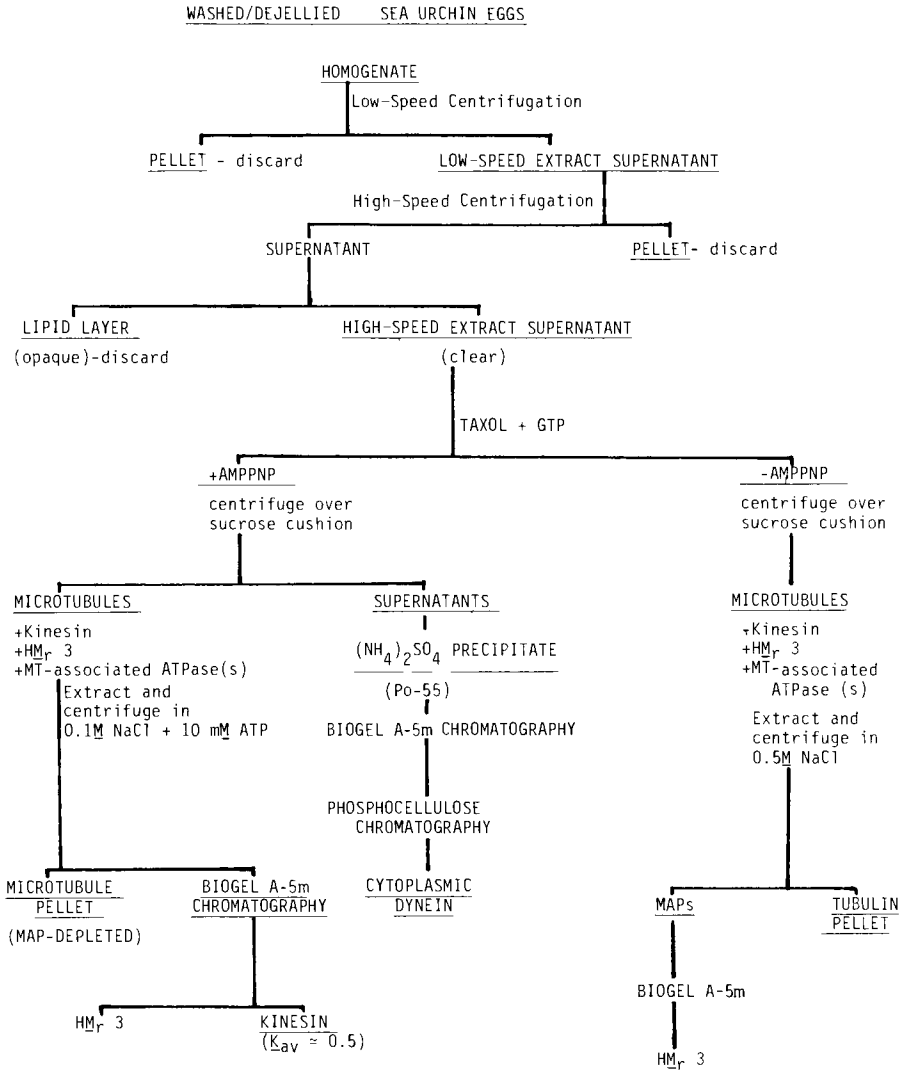 WASHED/DEJELLIED SEA URCHIN EGGS
HOMOGENATE
Low-Speed Centrifugation
PELLET - discard
LOW-SPEED EXTRACT SUPERNATANT
High-Speed Centrifugation
SUPERNATANT
PELLET- discard
LIPID LAYER
(opaque)-discard
HIGH-SPEED EXTRACT SUPERNATANT
(clear)
TAXOL + GTP
+AMPPNP
centrifuge over
sucrose cushion
-AMPPNP
centrifuge over
sucrose cushion
MICROTUBULES
+Kinesin
+HMr 3
+MT-associated ATPase(s)
Extract and
centrifuge in
0.1M NaCl + 10 mM ATP
SUPERNATANTS
(NH4)2SO4 PRECIPITATE
(Po-55)
BIOGEL A-5m CHROMATOGRAPHY
PHOSPHOCELLULOSE
CHROMATOGRAPHY
CYTOPLASMIC
DYNEIN
MICROTUBULES
∓Kinesin
+HMr 3
+MT-associated
ATPase (s)
Extract and
centrifuge in
0.5M NaCl
MICROTUBULE
PELLET
(MAP-DEPLETED)
BIOGEL A-5m
CHROMATOGRAPHY
HMr 3
KINESIN
(Kav ≃ 0.5)
MAPs
TUBULIN
PELLET
BIOGEL A-5m
HMr 3